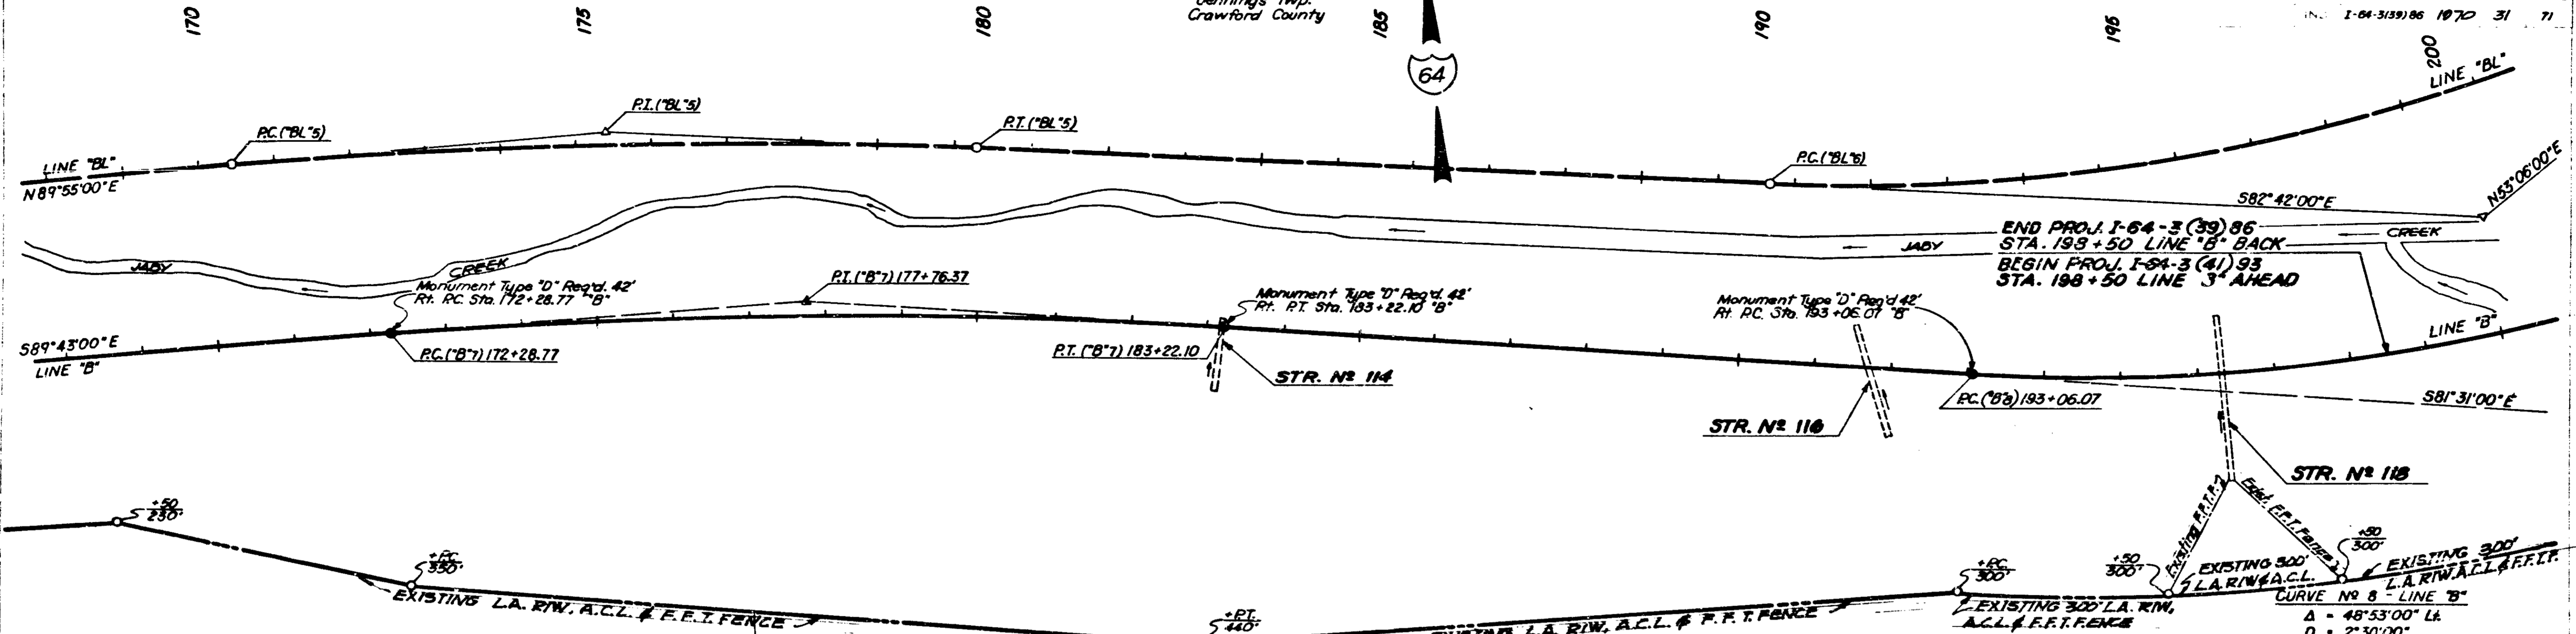 Jennings Twp.
Crawford County
I-64-3(39)86 1970 31 71
170
175
180
185
190
195
200
64
LINE "BL"
P.C.("BL"5)
P.I.("BL"5)
P.T.("BL"5)
P.C.("BL"6)
LINE "BL"
N89°55'00"E
S82°42'00"E
N53°06'00"E
END PROJ. I-64-3(39)86
STA. 198+50 LINE "B" BACK
BEGIN PROJ. I-64-3(41)93
STA. 198+50 LINE AHEAD
JABY
CREEK
JABY
CREEK
Monument Type "D" Req'd. 42'
Rt. P.C. Sta. 172+28.77 "B"
P.I.("B"7) 177+76.37
Monument Type "D" Req'd. 42'
Rt. P.T. Sta. 183+22.10 "B"
Monument Type "D" Req'd 42'
Rt. P.C. Sta. 193+06.07 "B"
S89°43'00"E
LINE "B"
P.C.("B"7) 172+28.77
P.T.("B"7) 183+22.10
STR. Nº 114
STR. Nº 116
P.C.("B"8) 193+06.07
LINE "B"
S81°31'00"E
STR. Nº 118
Existing F.F.T.F.
Exist. F.F.T. Fence
+50
230'
+P.C.
330'
EXISTING L.A. R/W, A.C.L. & F.F.T. FENCE
+P.T.
440'
EXISTING L.A. R/W, A.C.L. & F.F.T. FENCE
+P.C.
300'
EXISTING 300' L.A. R/W,
A.C.L. & F.F.T. FENCE
+50
300'
EXISTING 300'
L.A. R/W & A.C.L.
+50
300'
EXISTING 300'
L.A. R/W, A.C.L. & F.F.T.F.
CURVE Nº 8 - LINE "B"
Δ = 48°53'00" Lt.
D = 2°30'00"